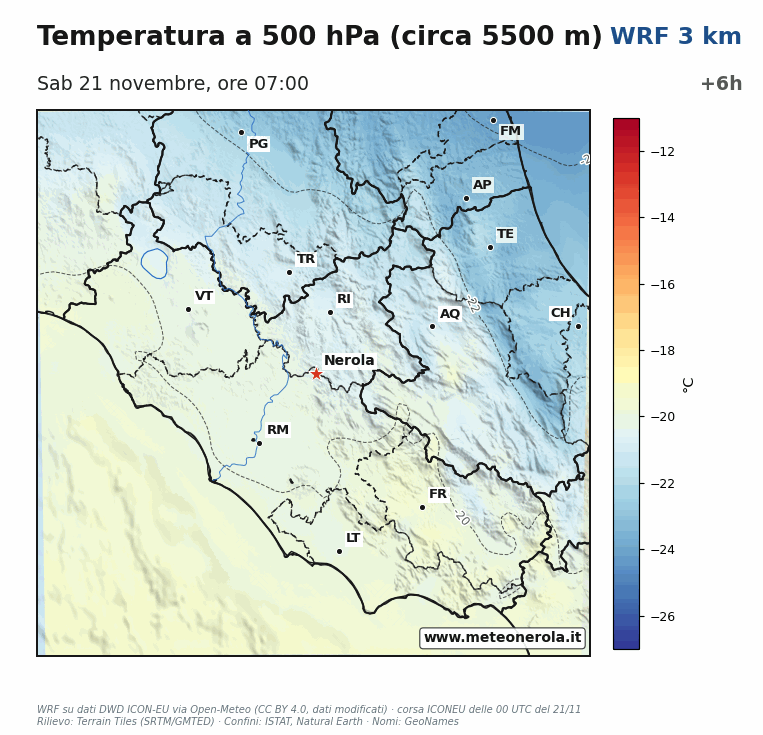 Temperatura a 500 hPa (circa 5500 m) WRF 3 km
Sab 21 novembre, ore 07:00
+6h
FM
PG
AP
TE
TR
VT
RI
AQ
CH
22
Nerola
RM
FR
20
LT
www.meteonerola.it
−12
−14
−16
−18
−20
−22
−24
−26
°C
WRF su dati DWD ICON-EU via Open-Meteo (CC BY 4.0, dati modificati) · corsa ICONEU delle 00 UTC del 21/11
Rilievo: Terrain Tiles (SRTM/GMTED) · Confini: ISTAT, Natural Earth · Nomi: GeoNames